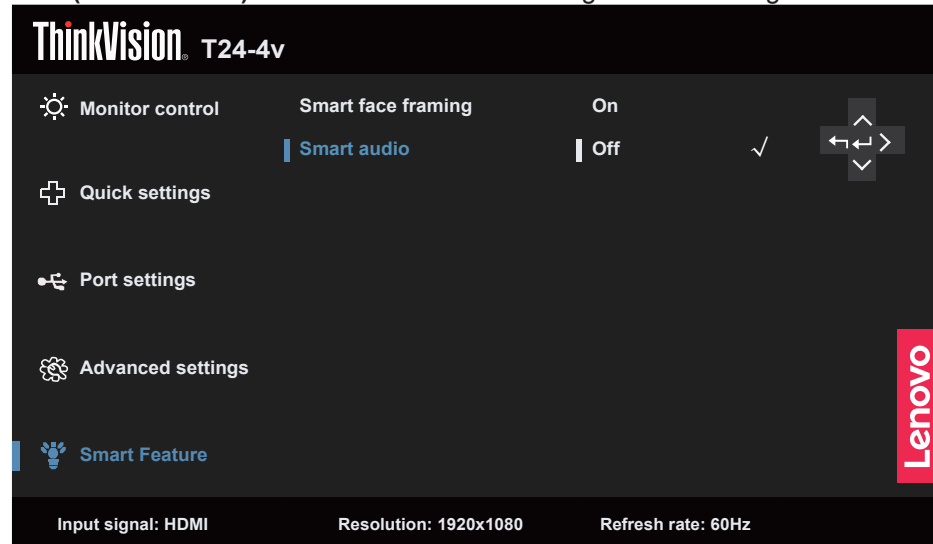 ThinkVision® T24-4v
Monitor control
Smart face framing
On
Smart audio
Off
Quick settings
Port settings
Advanced settings
Smart Feature
Lenovo
Input signal: HDMI
Resolution: 1920x1080
Refresh rate: 60Hz